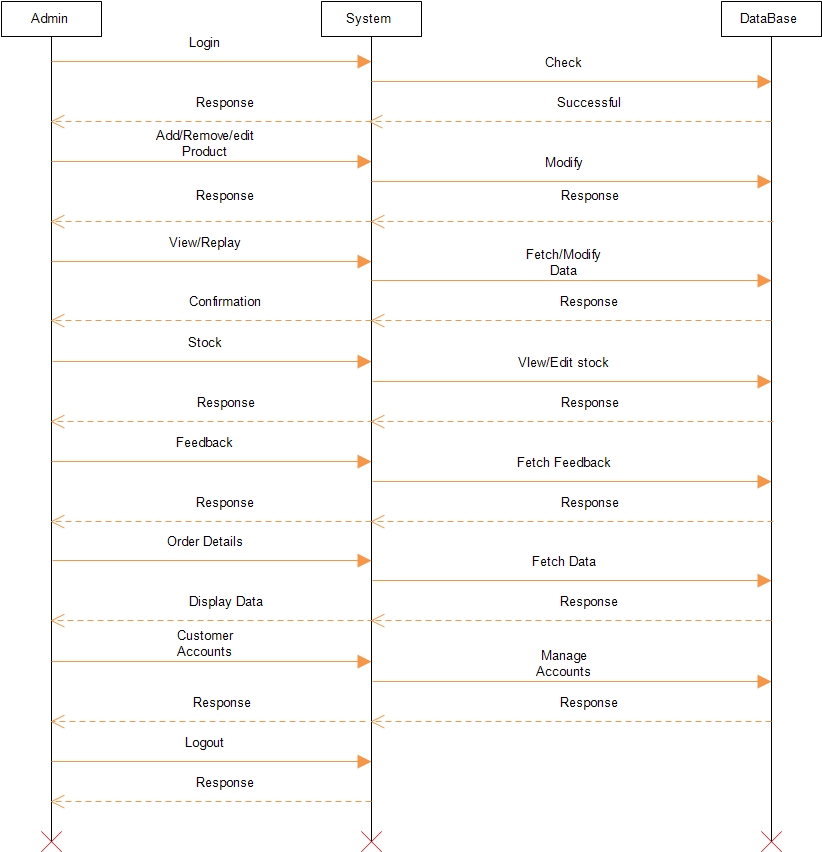 Admin
System
DataBase
Login
Check
Response
Successful
Add/Remove/edit
Product
Modify
Response
Response
View/Replay
Fetch/Modify
Data
Confirmation
Response
Stock
VIew/Edit stock
Response
Response
Feedback
Fetch Feedback
Response
Response
Order Details
Fetch Data
Display Data
Response
Customer
Accounts
Manage
Accounts
Response
Response
Logout
Response